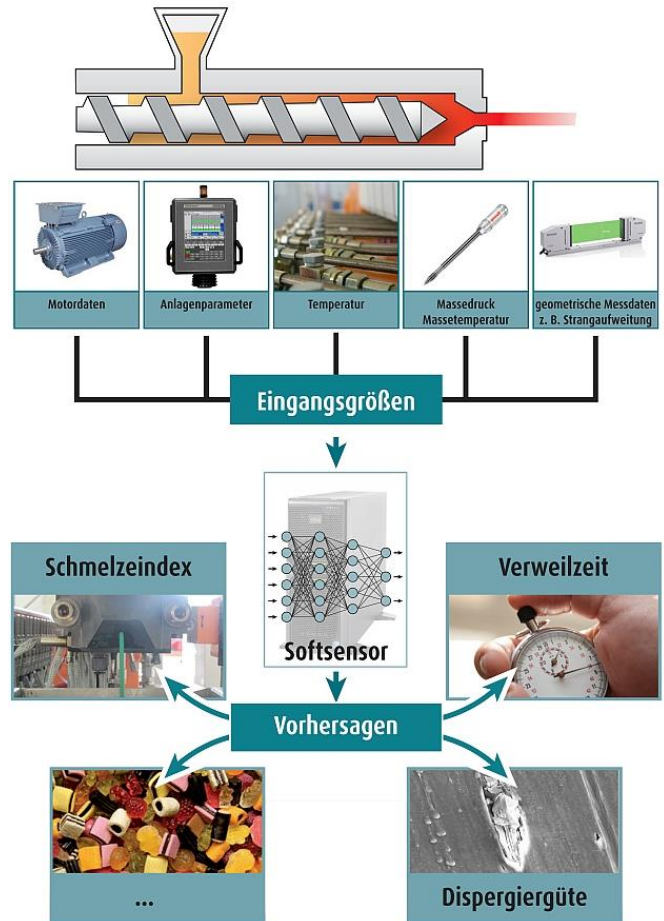 Motordaten
Anlagenparameter
Temperatur
Massedruck
Massetemperatur
geometrische Messdaten
z. B. Strangaufweitung
Eingangsgrößen
Softsensor
Schmelzeindex
Verweilzeit
Vorhersagen
...
Dispergiergüte